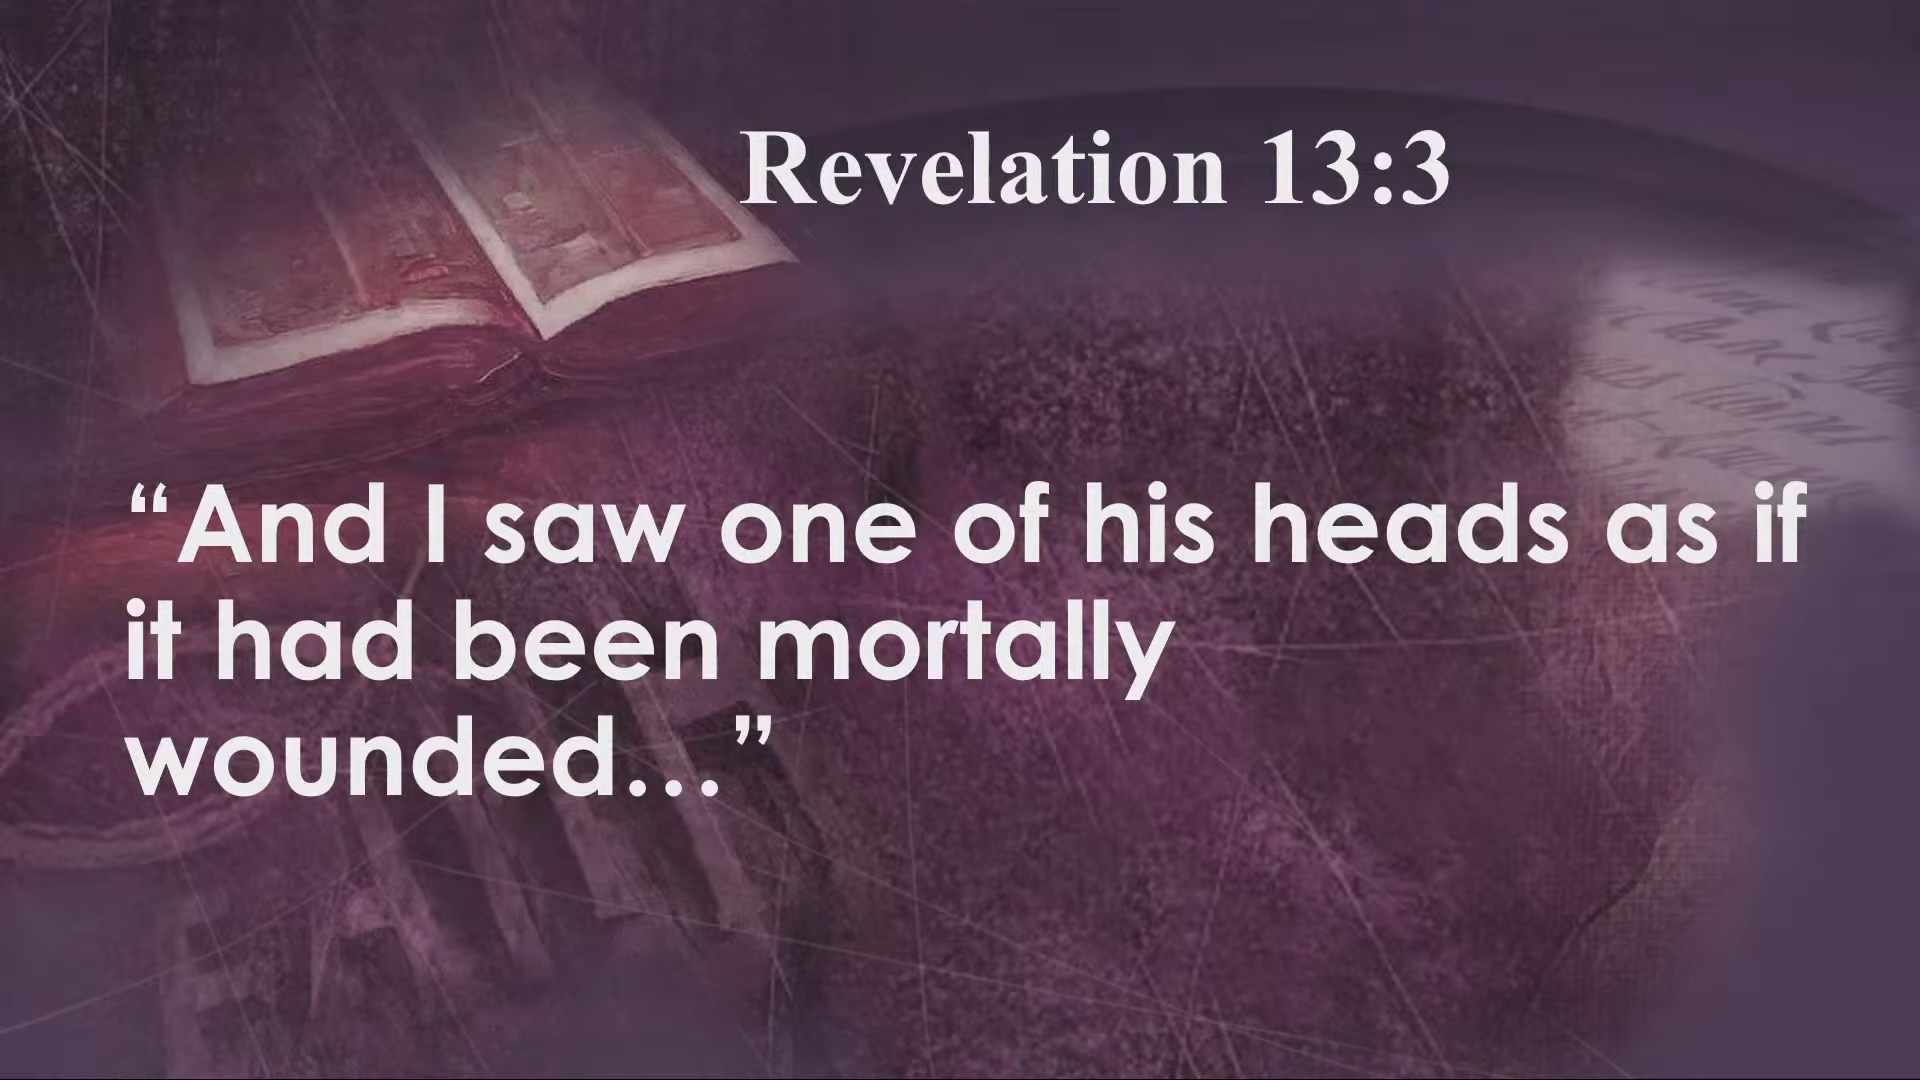 Revelation 13:3
“And I saw one of his heads as if
it had been mortally
wounded…”